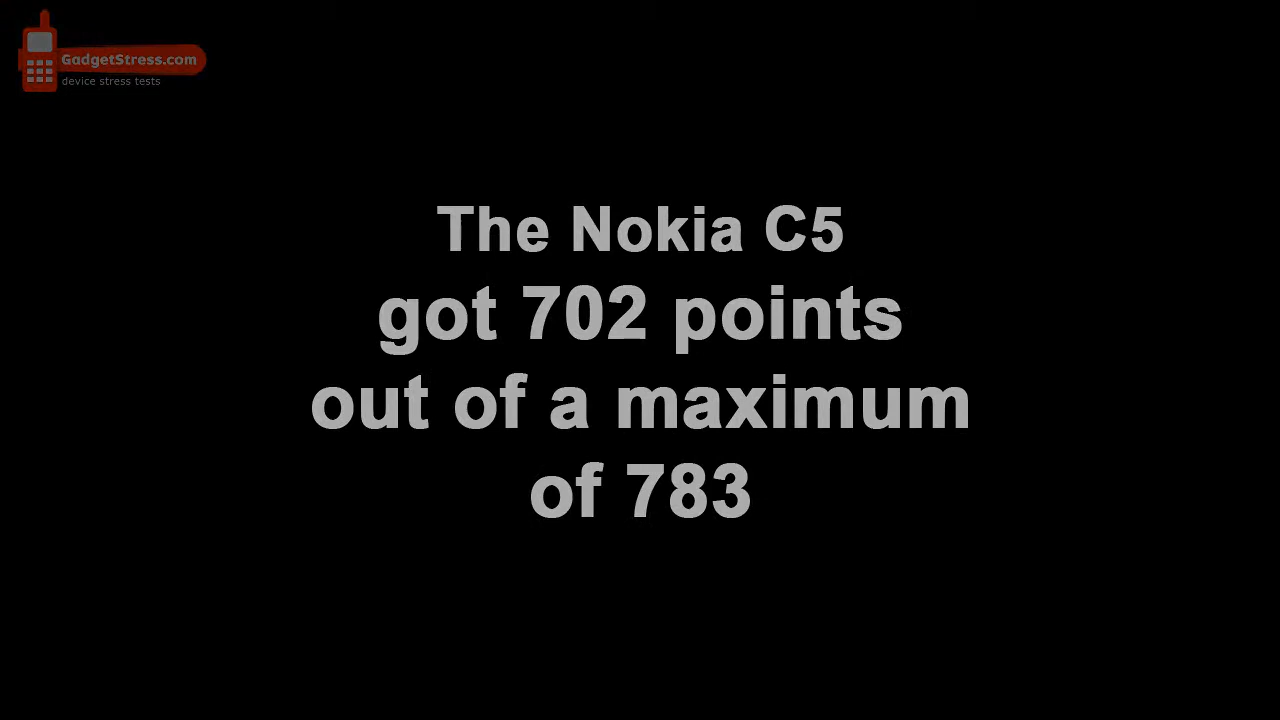 GadgetStress.com
device stress tests
The Nokia C5
got 702 points
out of a maximum
of 783